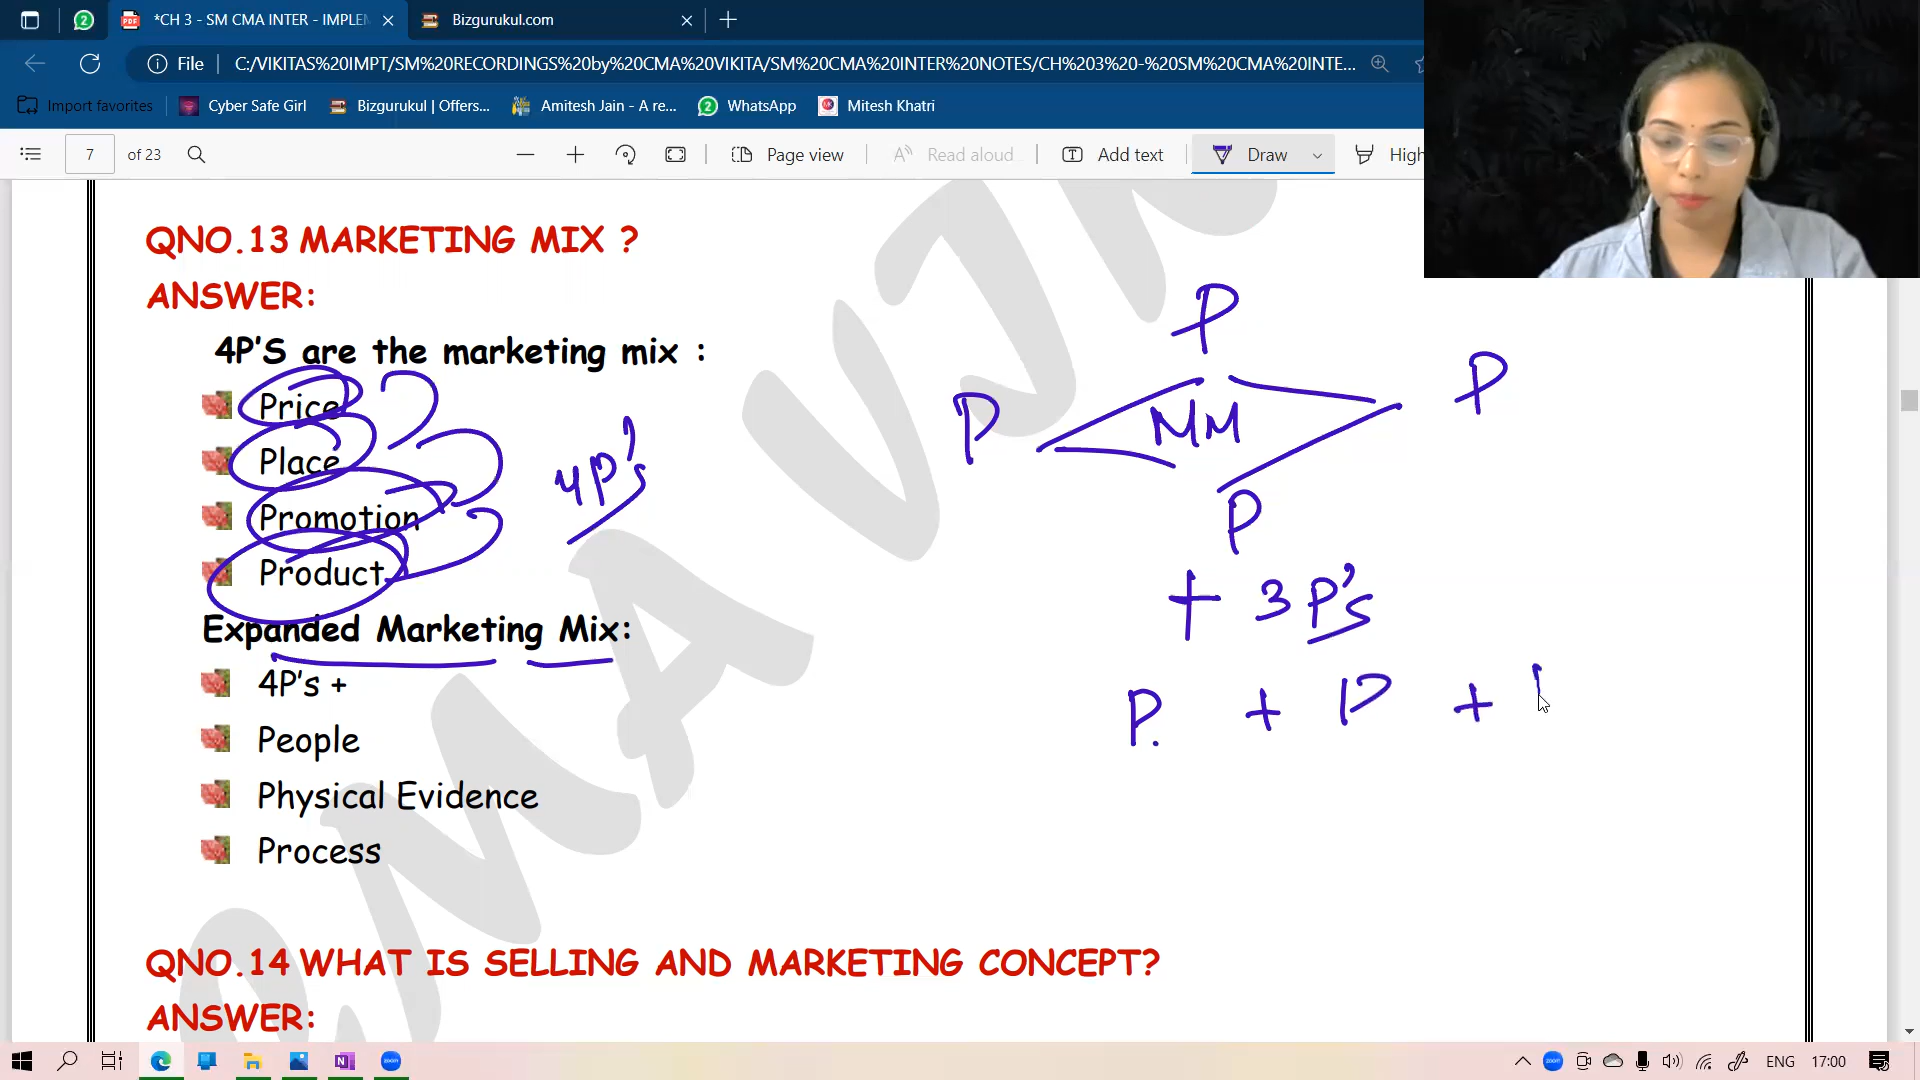 *CH 3 - SM CMA INTER - IMPLEM
Bizgurukul.com
File
C:/VIKITAS%20IMPT/SM%20RECORDINGS%20by%20CMA%20VIKITA/SM%20CMA%20INTER%20NOTES/CH%203%20-%20SM%20CMA%20INTE...
Import favorites
Cyber Safe Girl
Bizgurukul | Offers...
Amitesh Jain - A re...
WhatsApp
Mitesh Khatri
7 of 23
Page view
Read aloud
Add text
Draw
High
QNO.13 MARKETING MIX ?
ANSWER:
4P'S are the marketing mix :
Price
Place
Promotion
Product
4P's
P
P
MM
P
P
+ 3P's
P. + P +
Expanded Marketing Mix:
4P's +
People
Physical Evidence
Process
QNO.14 WHAT IS SELLING AND MARKETING CONCEPT?
ANSWER:
ENG
17:00